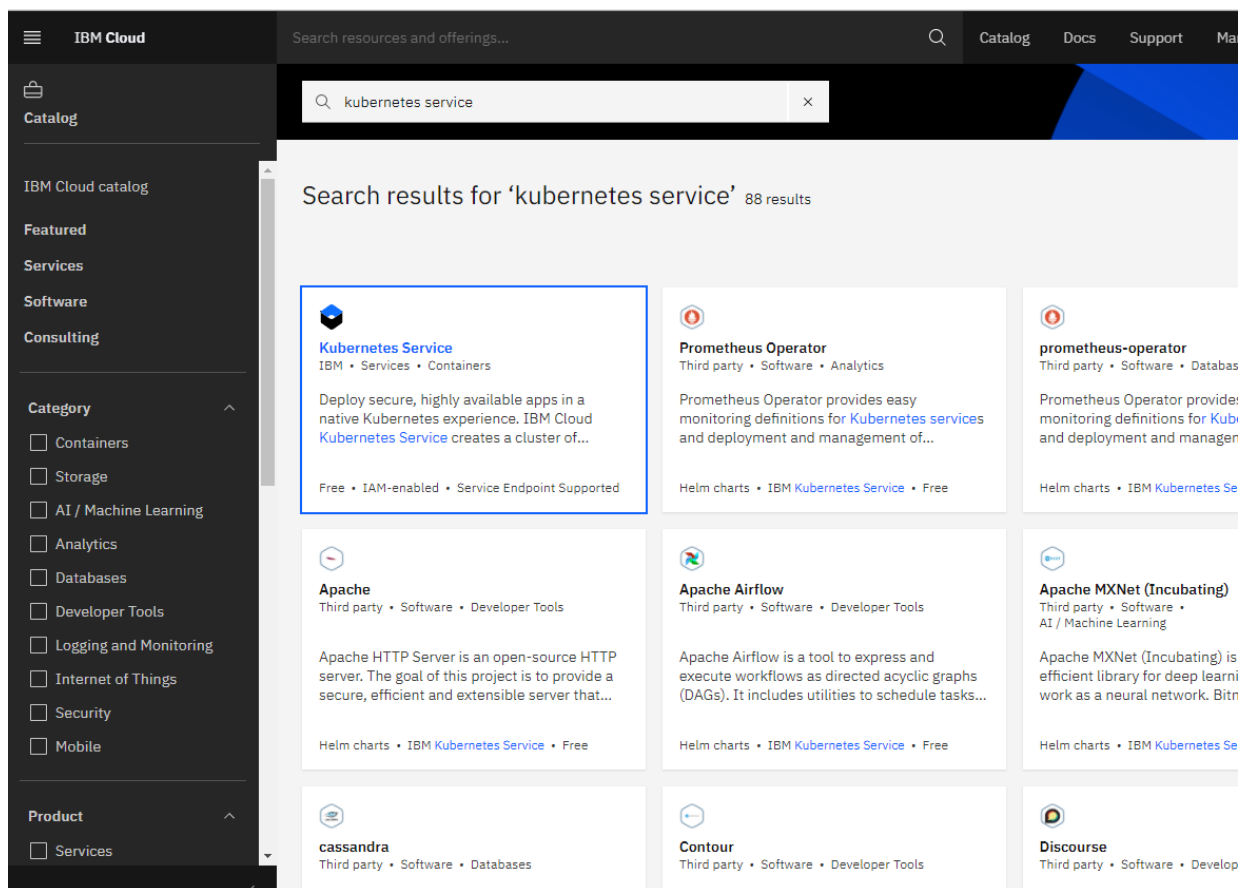 IBM Cloud
Search resources and offerings...
Catalog
Docs
Support
Catalog
IBM Cloud catalog
Featured
Services
Software
Consulting
Category
Containers
Storage
AI / Machine Learning
Analytics
Databases
Developer Tools
Logging and Monitoring
Internet of Things
Security
Mobile
Product
Services
kubernetes service
Search results for ‘kubernetes service’ 88 results
Kubernetes Service
IBM • Services • Containers
Deploy secure, highly available apps in a
native Kubernetes experience. IBM Cloud
Kubernetes Service creates a cluster of...
Free • IAM-enabled • Service Endpoint Supported
Prometheus Operator
Third party • Software • Analytics
Prometheus Operator provides easy
monitoring definitions for Kubernetes services
and deployment and management of...
Helm charts • IBM Kubernetes Service • Free
prometheus-operator
Third party • Software •
Prometheus Operator
monitoring definitions for
and deployment and
Helm charts • IBM Kubernetes
Apache
Third party • Software • Developer Tools
Apache HTTP Server is an open-source HTTP
server. The goal of this project is to provide a
secure, efficient and extensible server that...
Helm charts • IBM Kubernetes Service • Free
Apache Airflow
Third party • Software • Developer Tools
Apache Airflow is a tool to express and
execute workflows as directed acyclic graphs
(DAGs). It includes utilities to schedule tasks...
Helm charts • IBM Kubernetes Service • Free
Apache MXNet (Incubating)
Third party • Software •
AI / Machine Learning
Apache MXNet (Incubating) is
efficient library for deep
work as a neural network.
Helm charts • IBM Kubernetes
cassandra
Third party • Software • Databases
Contour
Third party • Software • Developer Tools
Discourse
Third party • Software •